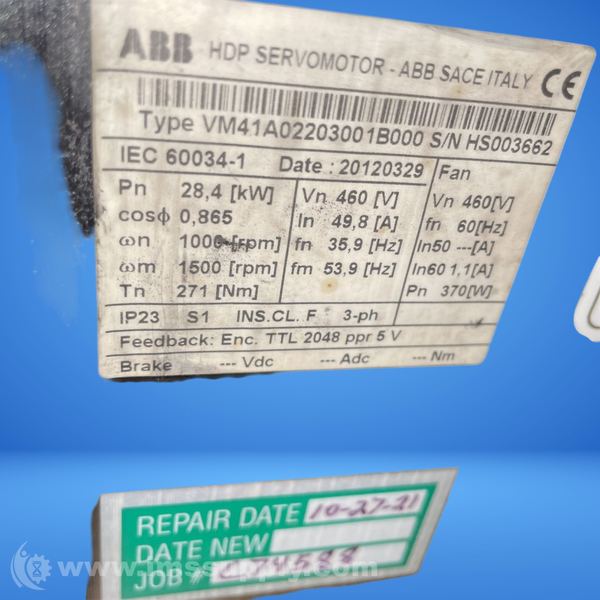 ABB HDP SERVOMOTOR - ABB SACE ITALY CE
Type VM41A02203001B000 S/N HS003662
IEC 60034-1 Date : 20120329 Fan
Pn 28,4 [kW] Vn 460 [V] Vn 460[V]
cosϕ 0,865 In 49,8 [A] fn 60[Hz]
ωn 1000 [rpm] fn 35,9 [Hz] In50 ---[A]
ωm 1500 [rpm] fm 53,9 [Hz] In60 1,1[A]
Tn 271 [Nm] Pn 370[W]
IP23 S1 INS.CL. F 3-ph
Feedback: Enc. TTL 2048 ppr 5 V
Brake --- Vdc --- Adc --- Nm
REPAIR DATE 10-27-21
DATE NEW
JOB #
www.imssupply.com